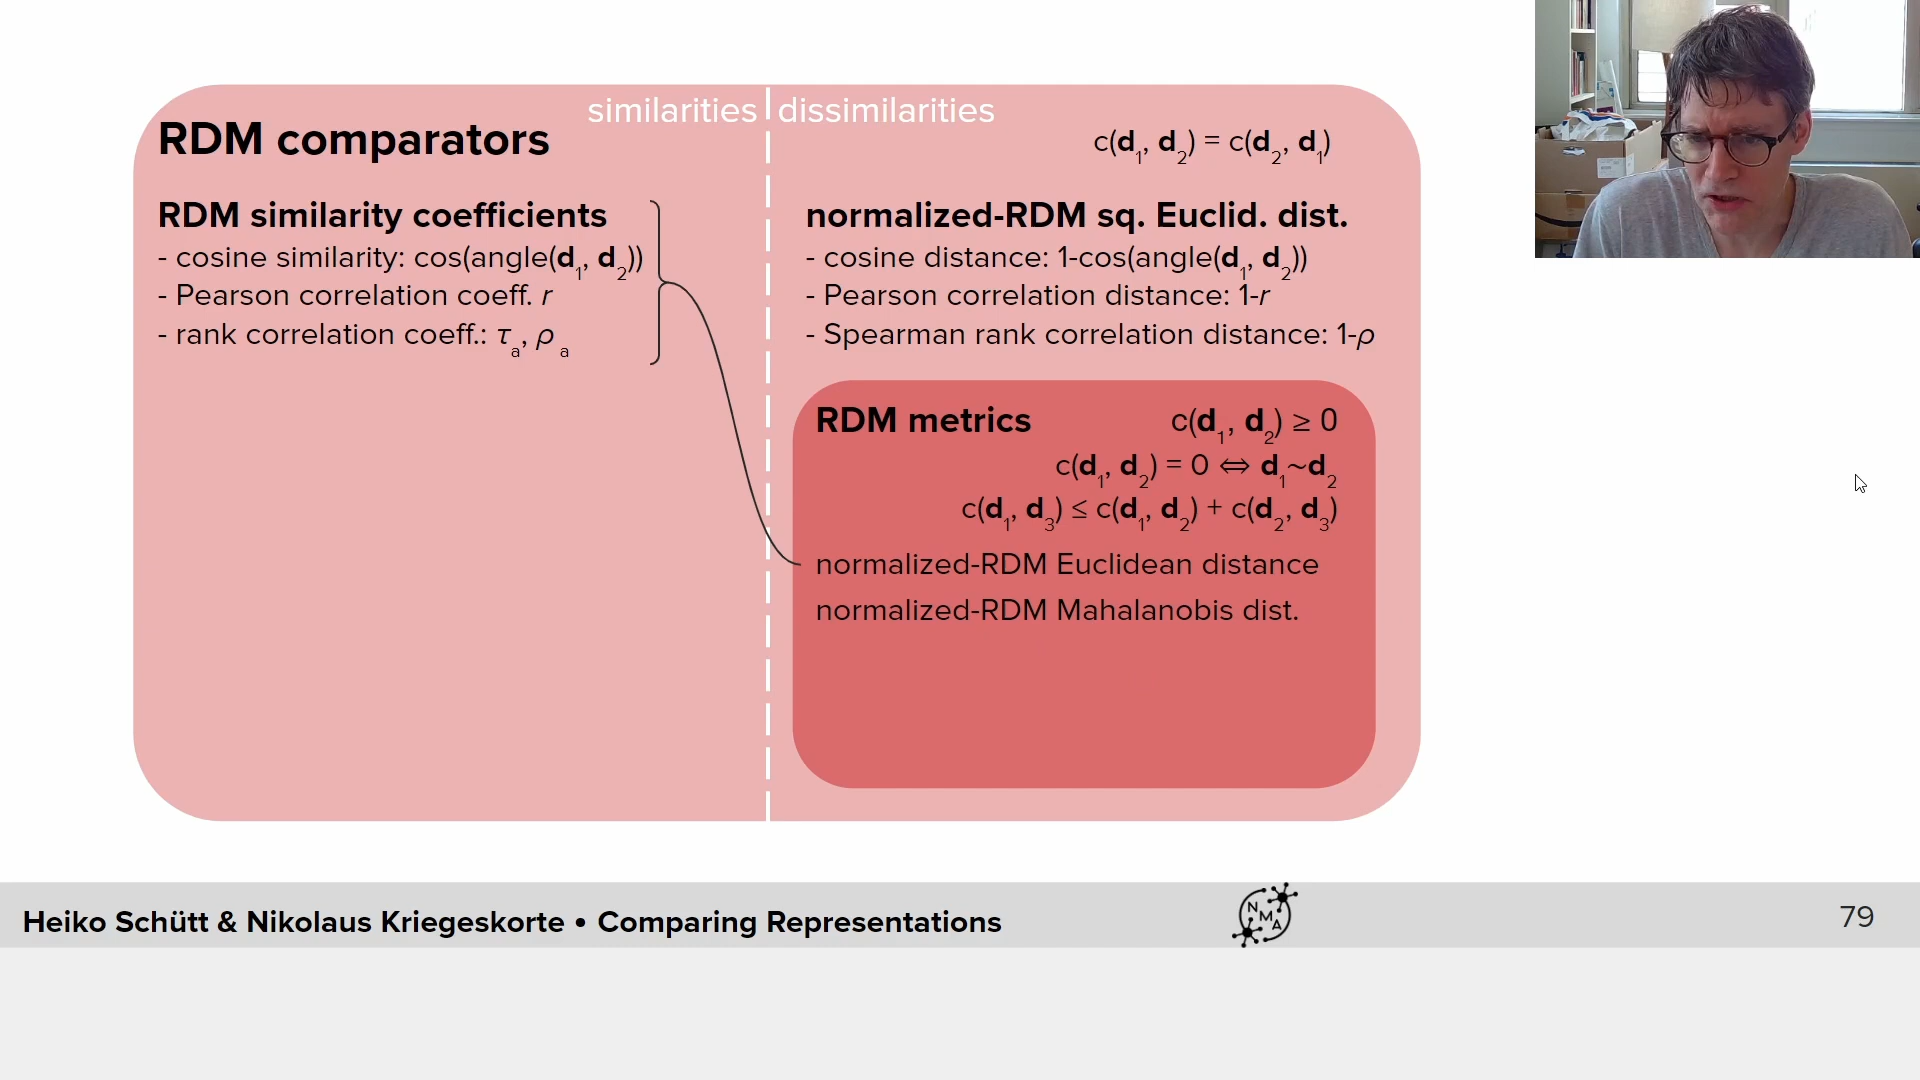 similarities dissimilarities
RDM comparators
c(d1, d2) = c(d2, d1)
RDM similarity coefficients
- cosine similarity: cos(angle(d1, d2))
- Pearson correlation coeff. r
- rank correlation coeff.: τa, ρa
normalized-RDM sq. Euclid. dist.
- cosine distance: 1-cos(angle(d1, d2))
- Pearson correlation distance: 1-r
- Spearman rank correlation distance: 1-ρ
RDM metrics
c(d1, d2) ≥ 0
c(d1, d2) = 0 ⇔ d1~d2
c(d1, d3) ≤ c(d1, d2) + c(d2, d3)
normalized-RDM Euclidean distance
normalized-RDM Mahalanobis dist.
Heiko Schütt & Nikolaus Kriegeskorte • Comparing Representations
NMA
79